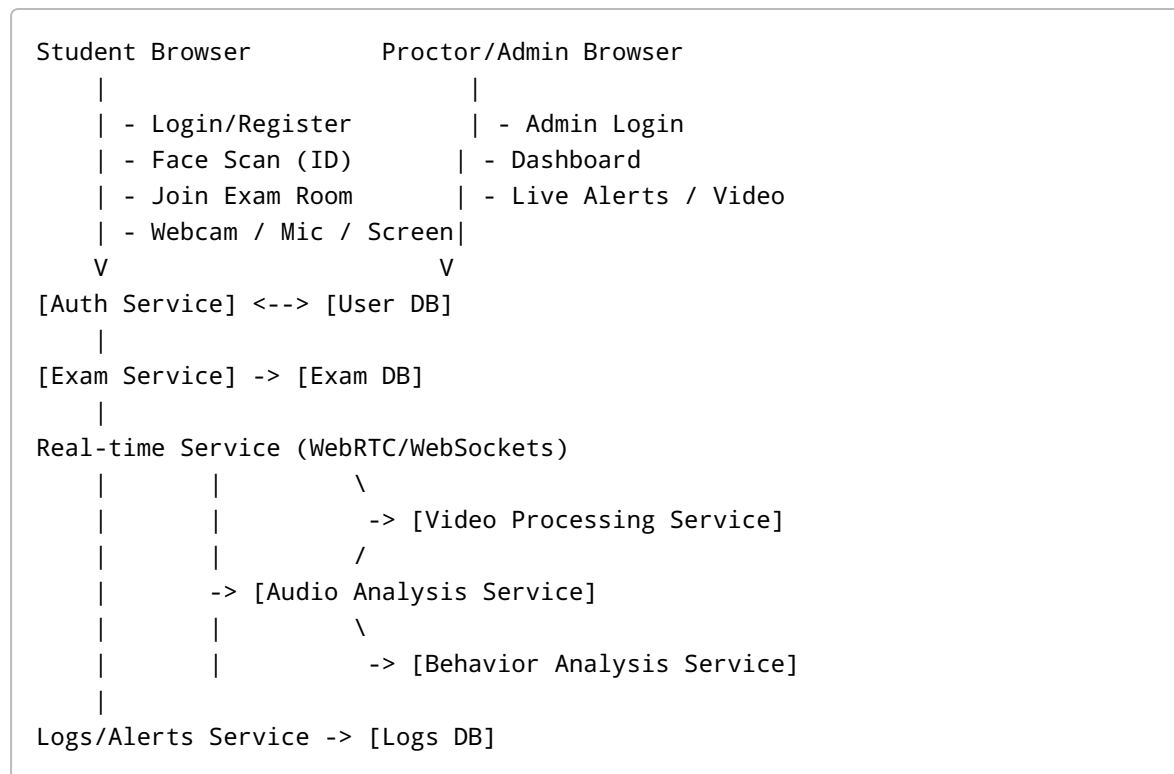 Student Browser          Proctor/Admin Browser
    |                           |
    | - Login/Register          | - Admin Login
    | - Face Scan (ID)         | - Dashboard
    | - Join Exam Room         | - Live Alerts / Video
    | - Webcam / Mic / Screen|
    V                         V
[Auth Service] <--> [User DB]
    |
[Exam Service] -> [Exam DB]
    |
Real-time Service (WebRTC/WebSockets)
    |        |          \
    |        |           -> [Video Processing Service]
    |        |          /
    |        -> [Audio Analysis Service]
    |        |          \
    |        |           -> [Behavior Analysis Service]
    |
Logs/Alerts Service -> [Logs DB]